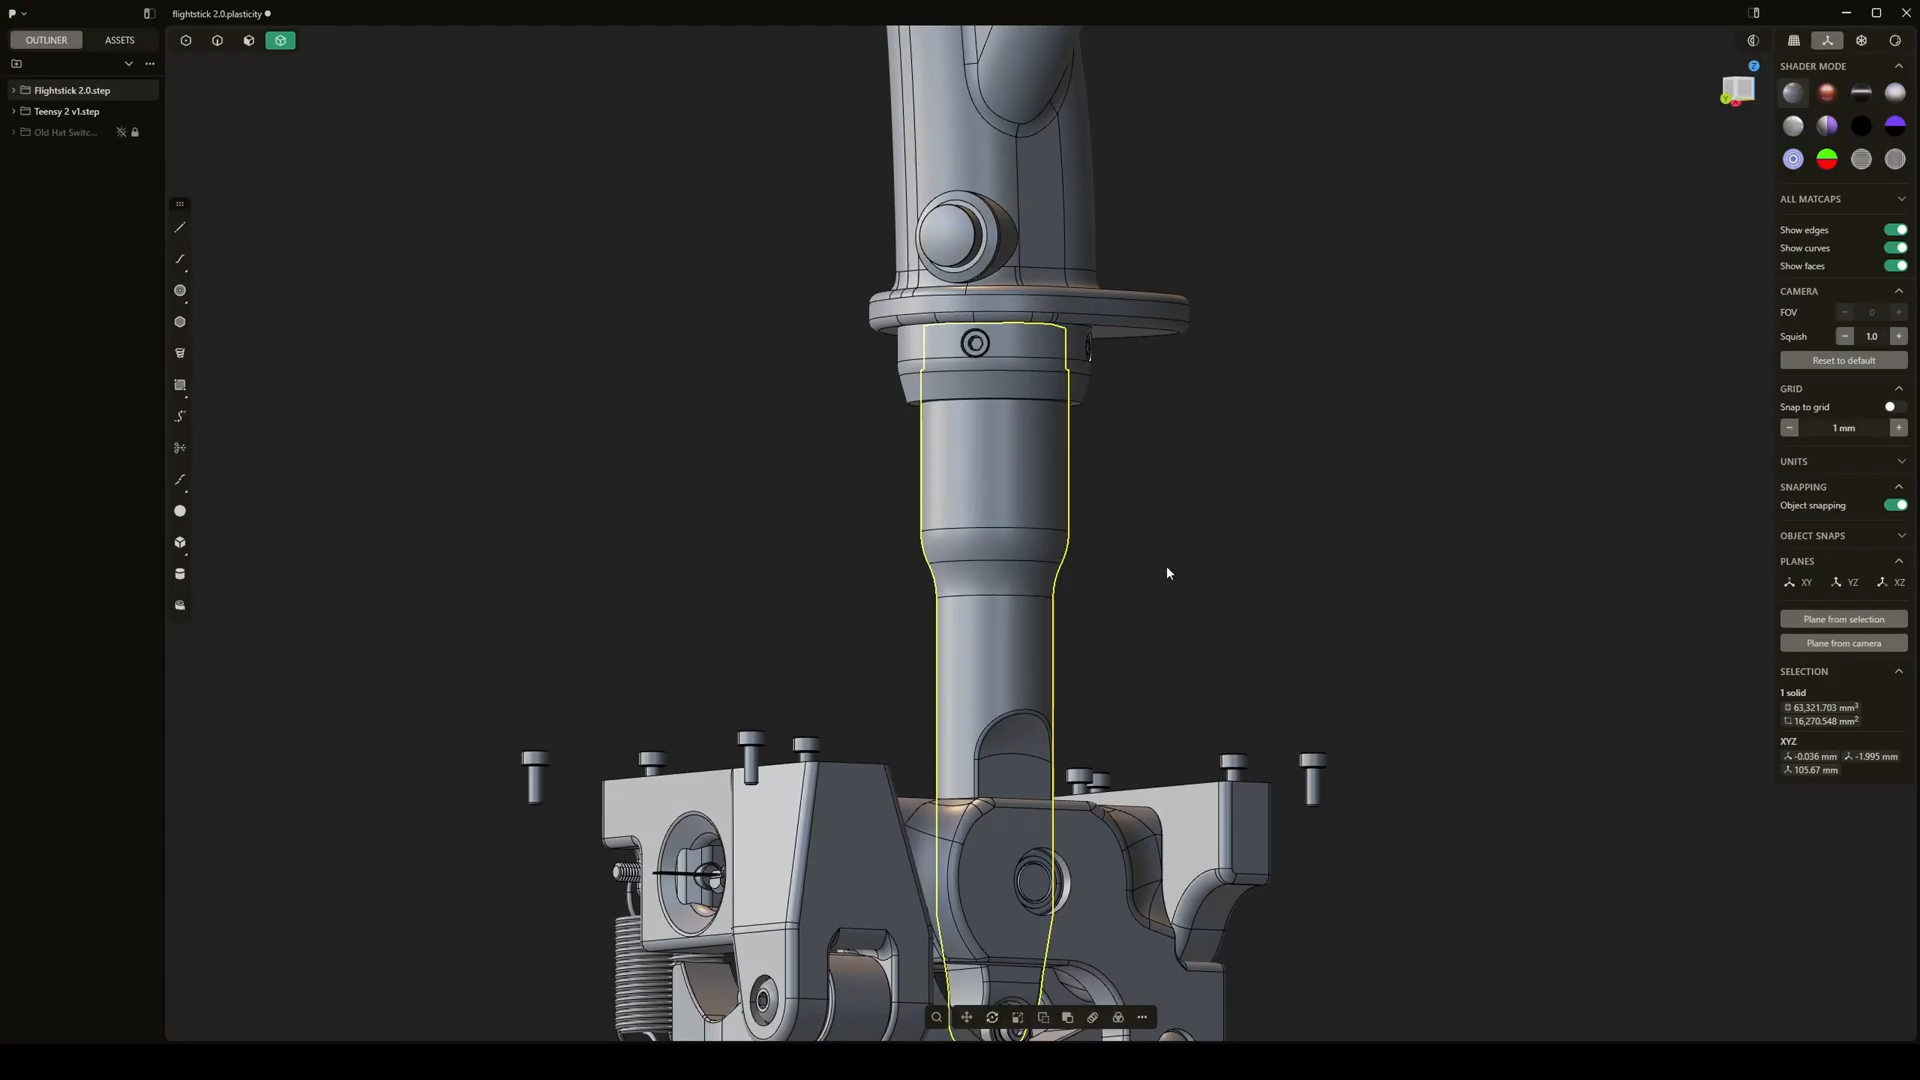 flightstick 2.0.plasticity
OUTLINER
ASSETS
Flightstick 2.0.step
Teensy 2 v1.step
Old Hat Switc...
Z
SHADER MODE
ALL MATCAPS
Show edges
Show curves
Show faces
CAMERA
FOV
0
Squish
1.0
Reset to default
GRID
Snap to grid
1 mm
UNITS
SNAPPING
Object snapping
OBJECT SNAPS
PLANES
XY YZ XZ
Plane from selection
Plane from camera
SELECTION
1 solid
63,321.703 mm³
16,270.548 mm²
XYZ
-0.036 mm -1.995 mm
105.67 mm